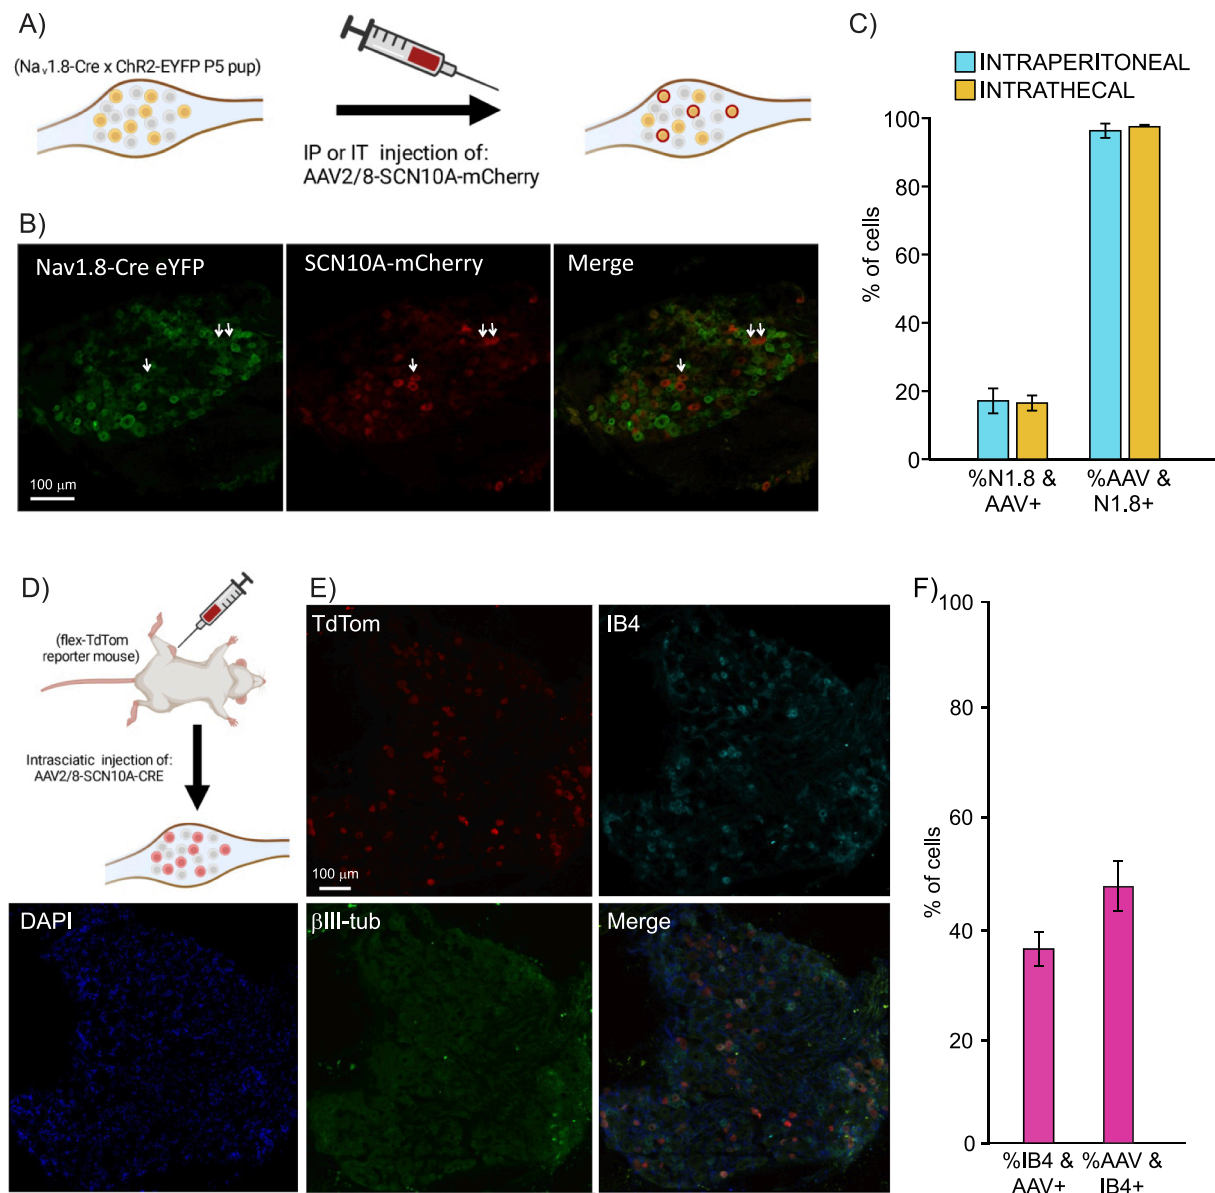 A)
(Nav1.8-Cre x ChR2-EYFP P5 pup)
IP or IT injection of:
AAV2/8-SCN10A-mCherry
B)
Nav1.8-Cre eYFP
SCN10A-mCherry
Merge
100 μm
C)
INTRAPERITONEAL
INTRATHECAL
% of cells
100
80
60
40
20
0
%N1.8 &
AAV+
%AAV &
N1.8+
D)
(flex-TdTom
reporter mouse)
Intrasciatic injection of:
AAV2/8-SCN10A-CRE
E)
TdTom
IB4
100 μm
DAPI
βIII-tub
Merge
F)
% of cells
100
80
60
40
20
0
%IB4 &
AAV+
%AAV &
IB4+